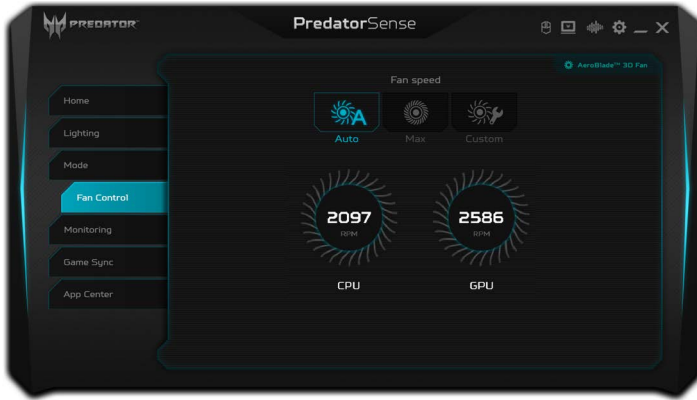 PREDATOR
PredatorSense
AeroBlade™ 3D Fan
Fan speed
Auto
Max
Custom
Home
Lighting
Mode
Fan Control
Monitoring
Game Sync
App Center
2097
RPM
CPU
2586
RPM
GPU